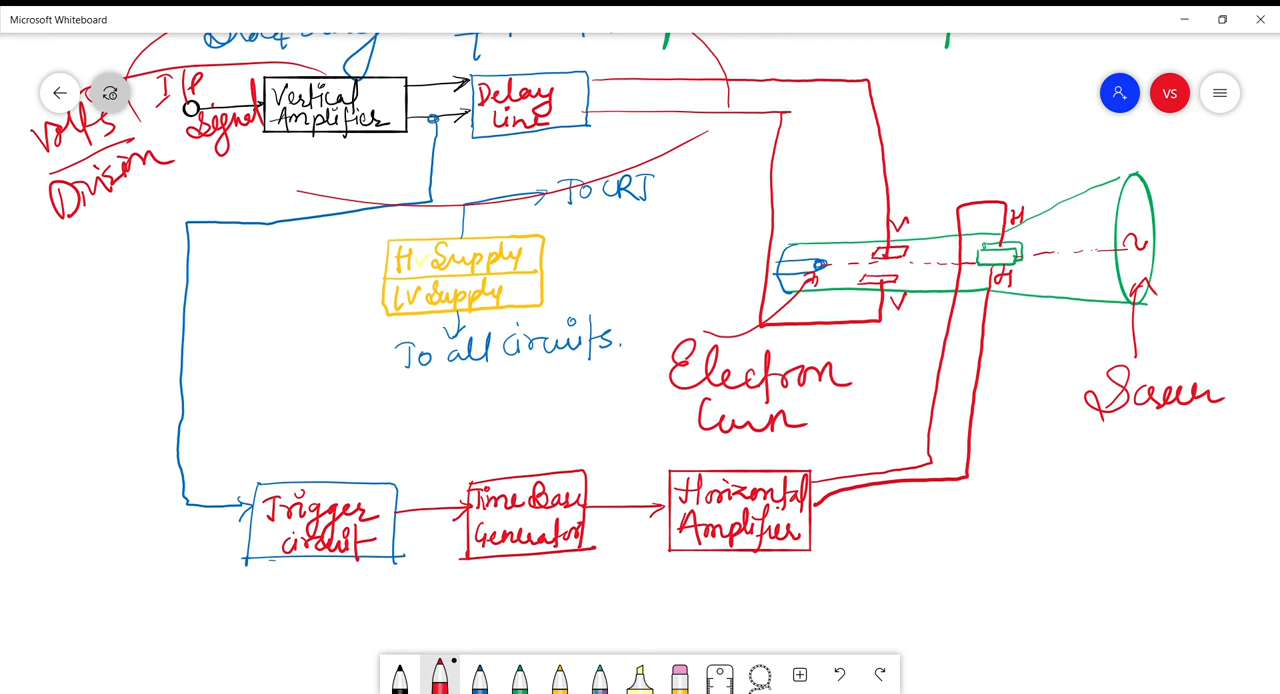 Microsoft Whiteboard
I/P
Signal
Volts
Division
Vertical
Amplifier
Delay
Line
VS
To CRT
HV Supply
LV Supply
To all circuits.
V
V
H
H
Electron
Gun
Screen
Trigger
circuit
Time Base
Generator
Horizontal
Amplifier